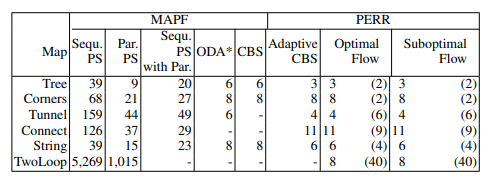 MAPF PERR
Map Sequ. PS Par. PS Sequ. PS with Par. ODA* CBS Adaptive CBS Optimal Flow Suboptimal Flow
Tree 39 9 20 6 6 3 3 (2) 3 (2)
Corners 68 21 27 8 8 8 8 (2) 8 (2)
Tunnel 159 44 49 6 - 4 4 (6) 4 (6)
Connect 126 37 29 - - 11 11 (9) 11 (9)
String 39 15 23 8 8 6 6 (4) 6 (4)
TwoLoop 5,269 1,015 - - - - 8 (40) 8 (40)